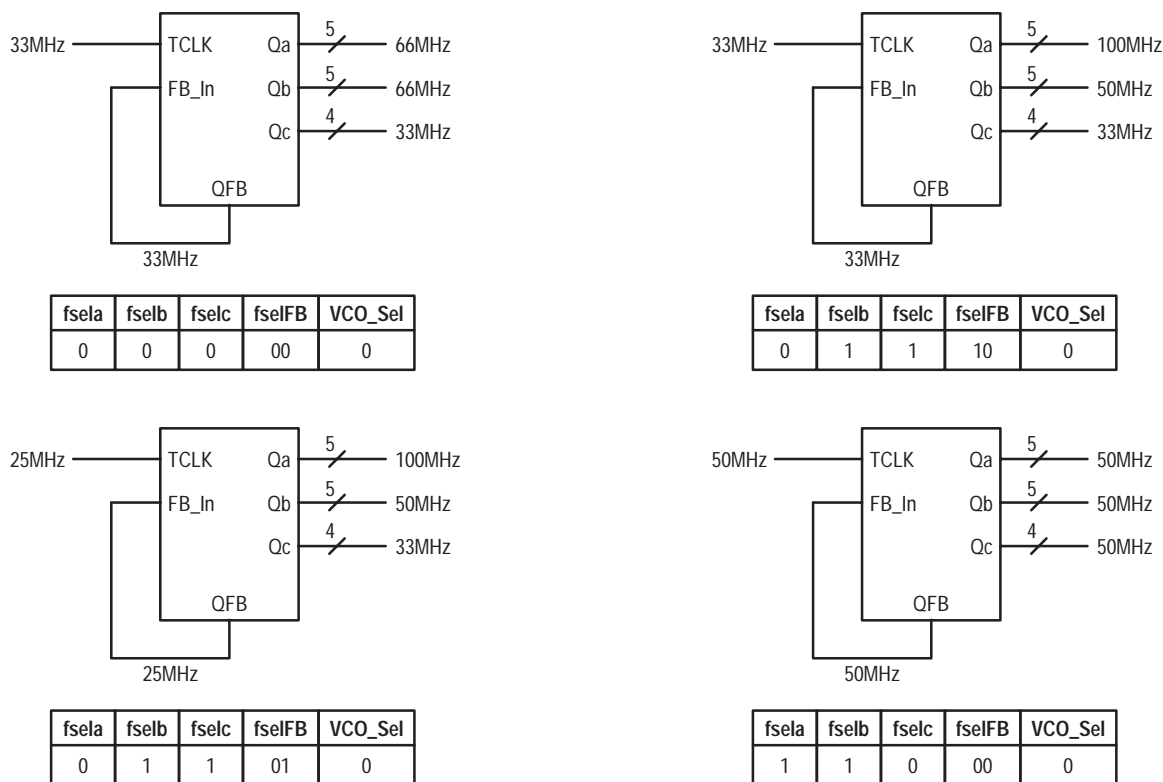 33MHz TCLK Qa 5 66MHz
FB_In Qb 5 66MHz
Qc 4 33MHz
QFB
33MHz
fsela fselb fselc fselFB VCO_Sel
0 0 0 00 0
33MHz TCLK Qa 5 100MHz
FB_In Qb 5 50MHz
Qc 4 33MHz
QFB
33MHz
fsela fselb fselc fselFB VCO_Sel
0 1 1 10 0
25MHz TCLK Qa 5 100MHz
FB_In Qb 5 50MHz
Qc 4 33MHz
QFB
25MHz
fsela fselb fselc fselFB VCO_Sel
0 1 1 01 0
50MHz TCLK Qa 5 50MHz
FB_In Qb 5 50MHz
Qc 4 50MHz
QFB
50MHz
fsela fselb fselc fselFB VCO_Sel
1 1 0 00 0